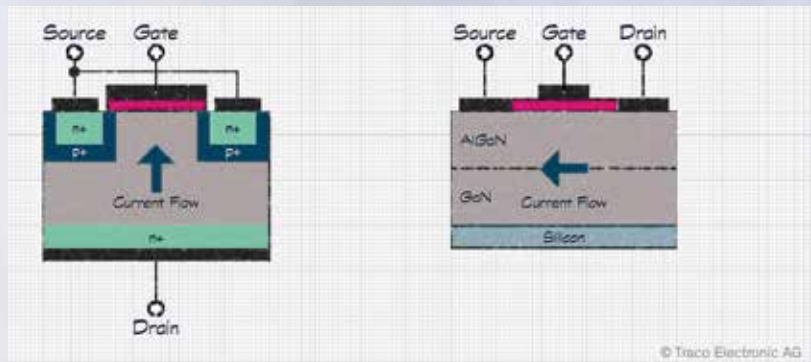 Source Gate
n+ n+
p+ p+
Current Flow
n+
Drain
Source Gate Drain
AlGaN
GaN Current Flow
Silicon
© Traco Electronic AG